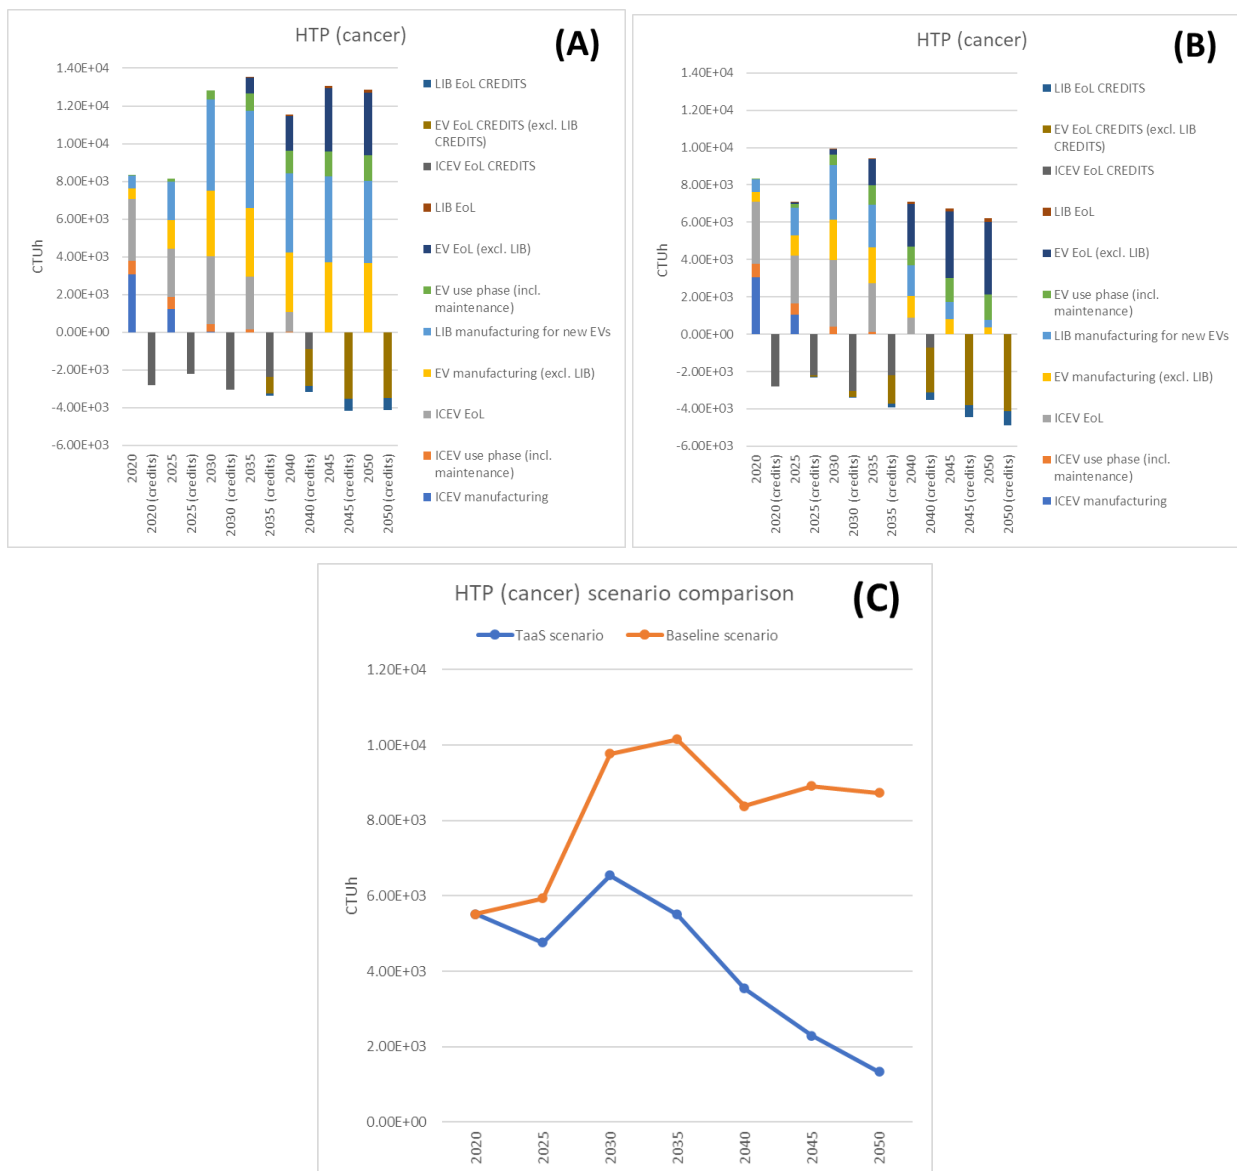 HTP (cancer)
(A)
1.40E+04
1.20E+04
1.00E+04
8.00E+03
6.00E+03
4.00E+03
2.00E+03
0.00E+00
-2.00E+03
-4.00E+03
-6.00E+03
CTUh
2020
2020 (credits)
2025
2025 (credits)
2030
2030 (credits)
2035
2035 (credits)
2040
2040 (credits)
2045
2045 (credits)
2050
2050 (credits)
LIB EoL CREDITS
EV EoL CREDITS (excl. LIB
CREDITS)
ICEV EoL CREDITS
LIB EoL
EV EoL (excl. LIB)
EV use phase (incl.
maintenance)
LIB manufacturing for new EVs
EV manufacturing (excl. LIB)
ICEV EoL
ICEV use phase (incl.
maintenance)
ICEV manufacturing
HTP (cancer)
(B)
1.40E+04
1.20E+04
1.00E+04
8.00E+03
6.00E+03
4.00E+03
2.00E+03
0.00E+00
-2.00E+03
-4.00E+03
-6.00E+03
CTUh
2020
2020 (credits)
2025
2025 (credits)
2030
2030 (credits)
2035
2035 (credits)
2040
2040 (credits)
2045
2045 (credits)
2050
2050 (credits)
LIB EoL CREDITS
EV EoL CREDITS (excl. LIB
CREDITS)
ICEV EoL CREDITS
LIB EoL
EV EoL (excl. LIB)
EV use phase (incl.
maintenance)
LIB manufacturing for new EVs
EV manufacturing (excl. LIB)
ICEV EoL
ICEV use phase (incl.
maintenance)
ICEV manufacturing
HTP (cancer) scenario comparison
(C)
TaaS scenario
Baseline scenario
1.20E+04
1.00E+04
8.00E+03
6.00E+03
4.00E+03
2.00E+03
0.00E+00
CTUh
2020
2025
2030
2035
2040
2045
2050